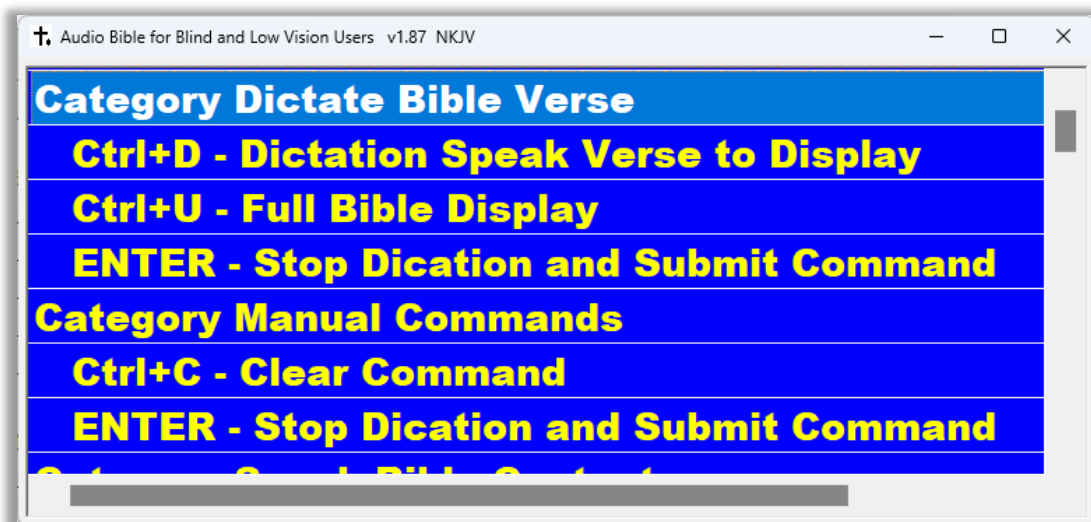 Audio Bible for Blind and Low Vision Users v1.87 NKJV
Category Dictate Bible Verse
Ctrl+D - Dictation Speak Verse to Display
Ctrl+U - Full Bible Display
ENTER - Stop Dication and Submit Command
Category Manual Commands
Ctrl+C - Clear Command
ENTER - Stop Dication and Submit Command